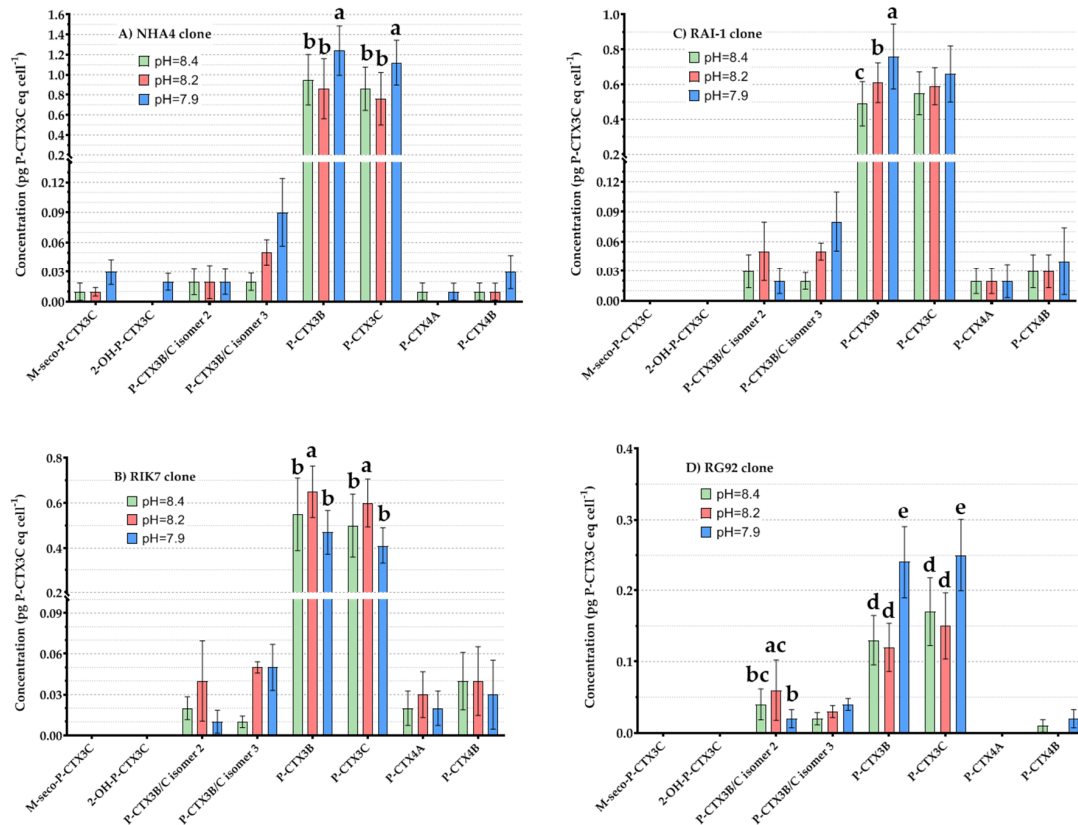 A) NHA4 clone
pH=8.4
pH=8.2
pH=7.9
Concentration (pg P-CTX3C eq cell⁻¹)
1.6
1.4
1.2
1.0
0.8
0.6
0.4
0.2
0.12
0.09
0.06
0.03
0.00
b b a b b a
M-seco-P-CTX3C
2-OH-P-CTX3C
P-CTX3B/C isomer 2
P-CTX3B/C isomer 3
P-CTX3B
P-CTX3C
P-CTX4A
P-CTX4B
C) RAI-1 clone
pH=8.4
pH=8.2
pH=7.9
Concentration (pg P-CTX3C eq cell⁻¹)
1.0
0.8
0.6
0.4
0.2
0.12
0.09
0.06
0.03
0.00
c b a
M-seco-P-CTX3C
2-OH-P-CTX3C
P-CTX3B/C isomer 2
P-CTX3B/C isomer 3
P-CTX3B
P-CTX3C
P-CTX4A
P-CTX4B
B) RIK7 clone
pH=8.4
pH=8.2
pH=7.9
Concentration (pg P-CTX3C eq cell⁻¹)
0.8
0.6
0.4
0.2
0.09
0.06
0.03
0.00
b a b b a b
M-seco-P-CTX3C
2-OH-P-CTX3C
P-CTX3B/C isomer 2
P-CTX3B/C isomer 3
P-CTX3B
P-CTX3C
P-CTX4A
P-CTX4B
D) RG92 clone
pH=8.4
pH=8.2
pH=7.9
Concentration (pg P-CTX3C eq cell⁻¹)
0.4
0.3
0.2
0.1
0.0
bc ac b d d e d d e
M-seco-P-CTX3C
2-OH-P-CTX3C
P-CTX3B/C isomer 2
P-CTX3B/C isomer 3
P-CTX3B
P-CTX3C
P-CTX4A
P-CTX4B